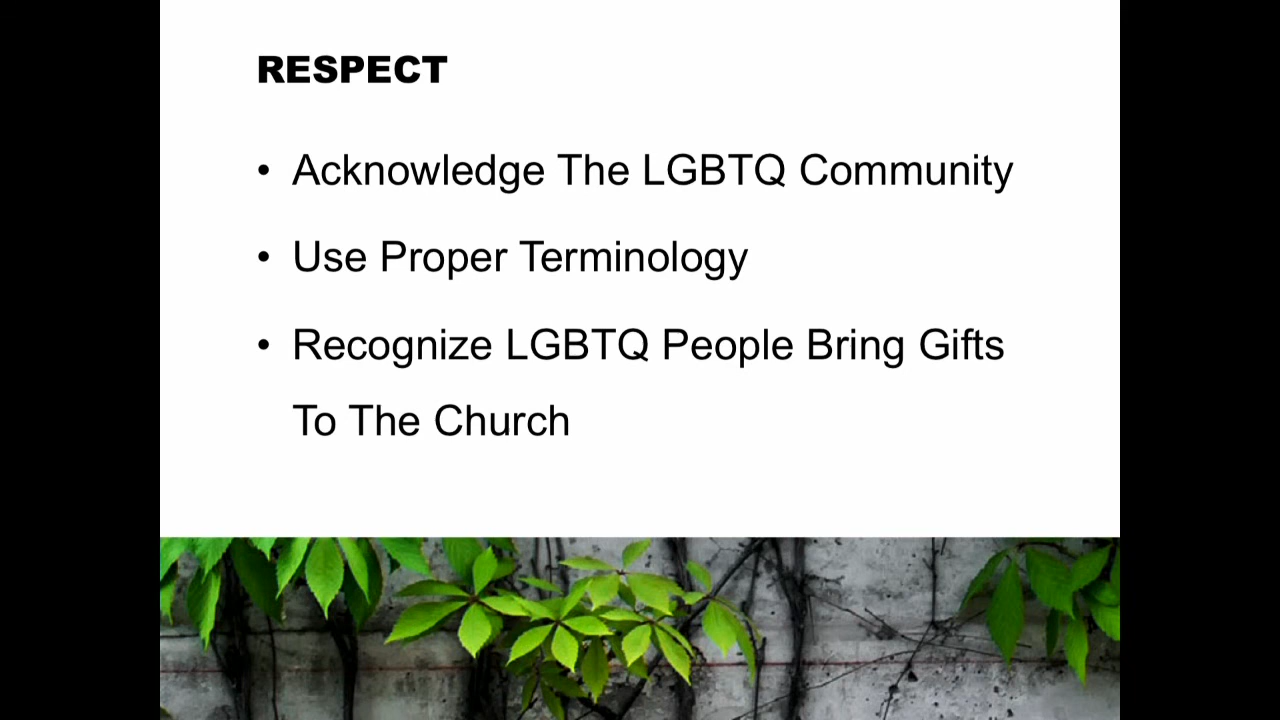 RESPECT
• Acknowledge The LGBTQ Community
• Use Proper Terminology
• Recognize LGBTQ People Bring Gifts
To The Church